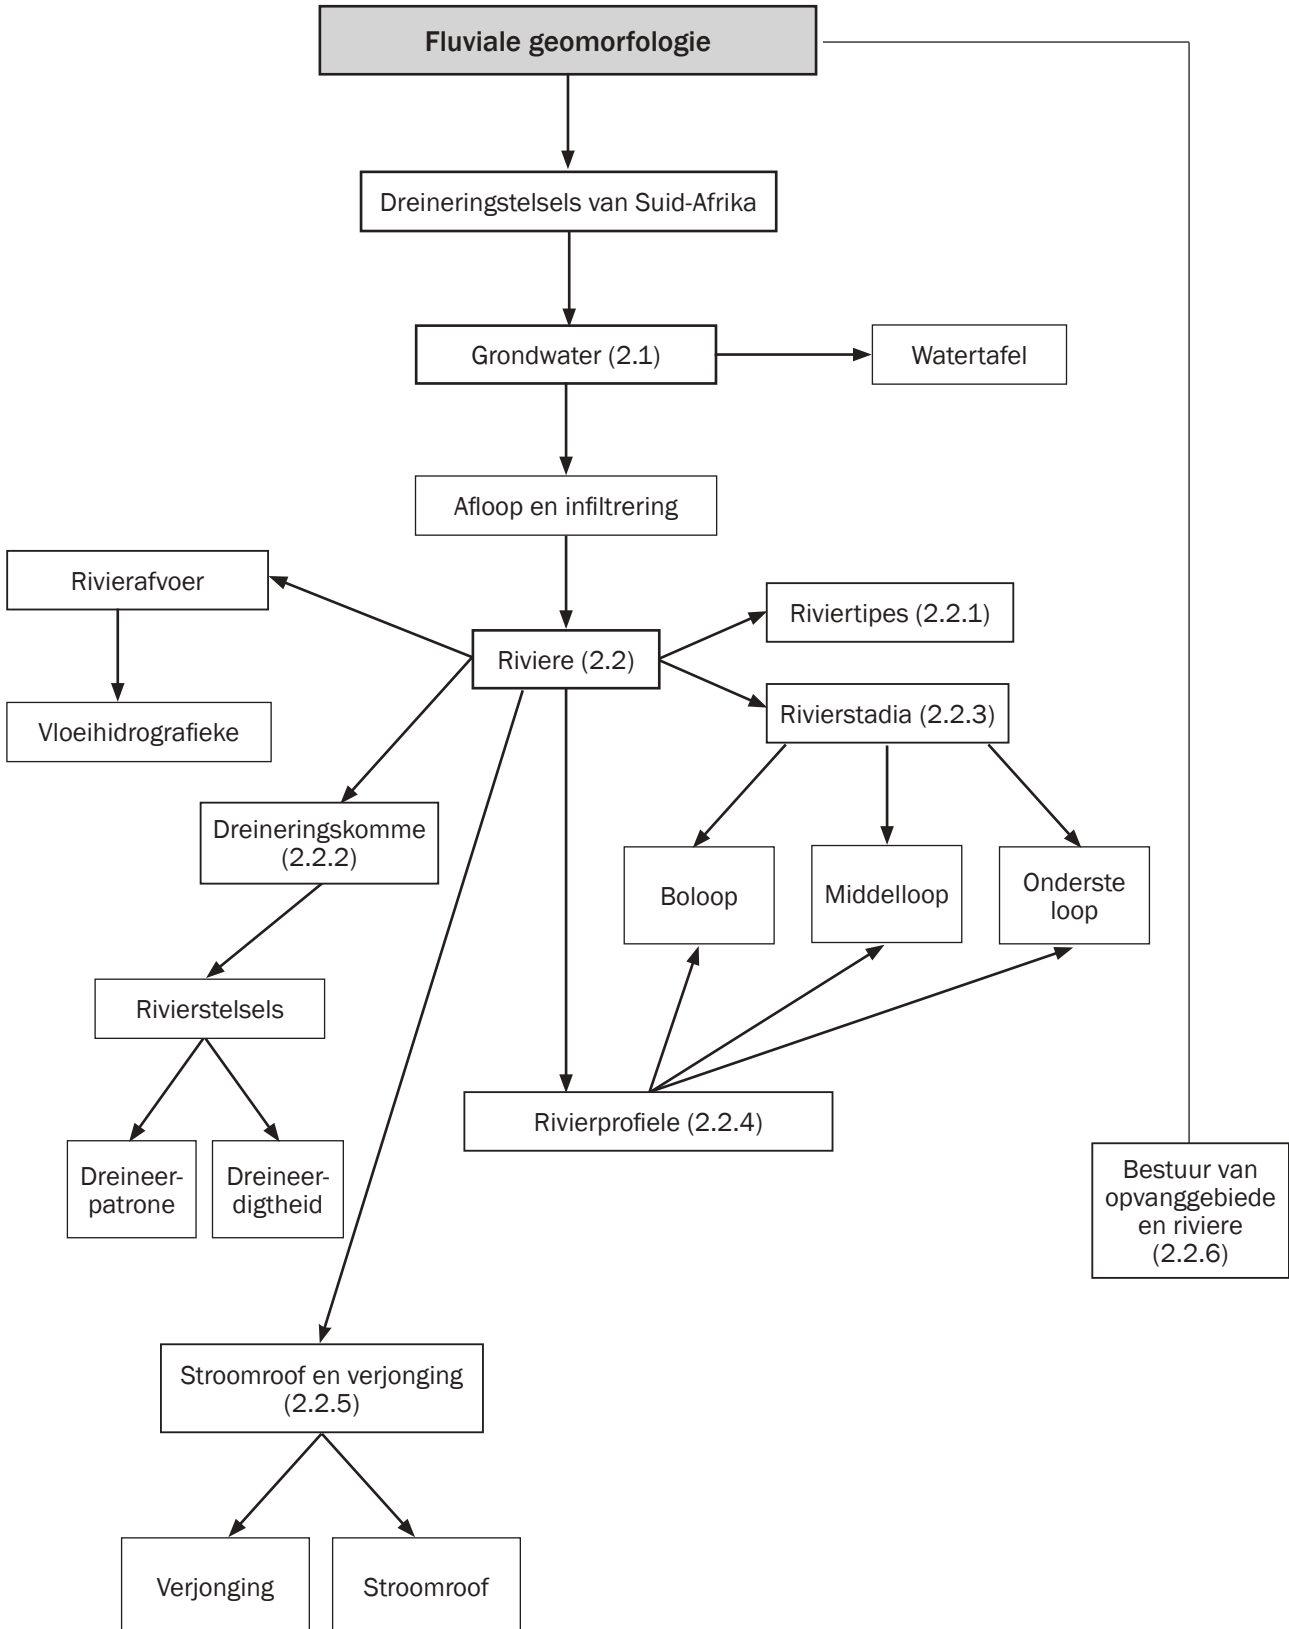 Fluviale geomorfologie
Dreineringstelsels van Suid-Afrika
Grondwater (2.1)
Watertafel
Afloop en infiltrering
Rivierafvoer
Riviertipes (2.2.1)
Riviere (2.2)
Rivierstadia (2.2.3)
Vloeihidrografieke
Dreineringskomme
(2.2.2)
Boloop
Middelloop
Onderste
loop
Rivierstelsels
Rivierprofiele (2.2.4)
Dreineer-
patrone
Dreineer-
digtheid
Bestuur van
opvanggebiede
en riviere
(2.2.6)
Stroomroof en verjonging
(2.2.5)
Verjonging
Stroomroof